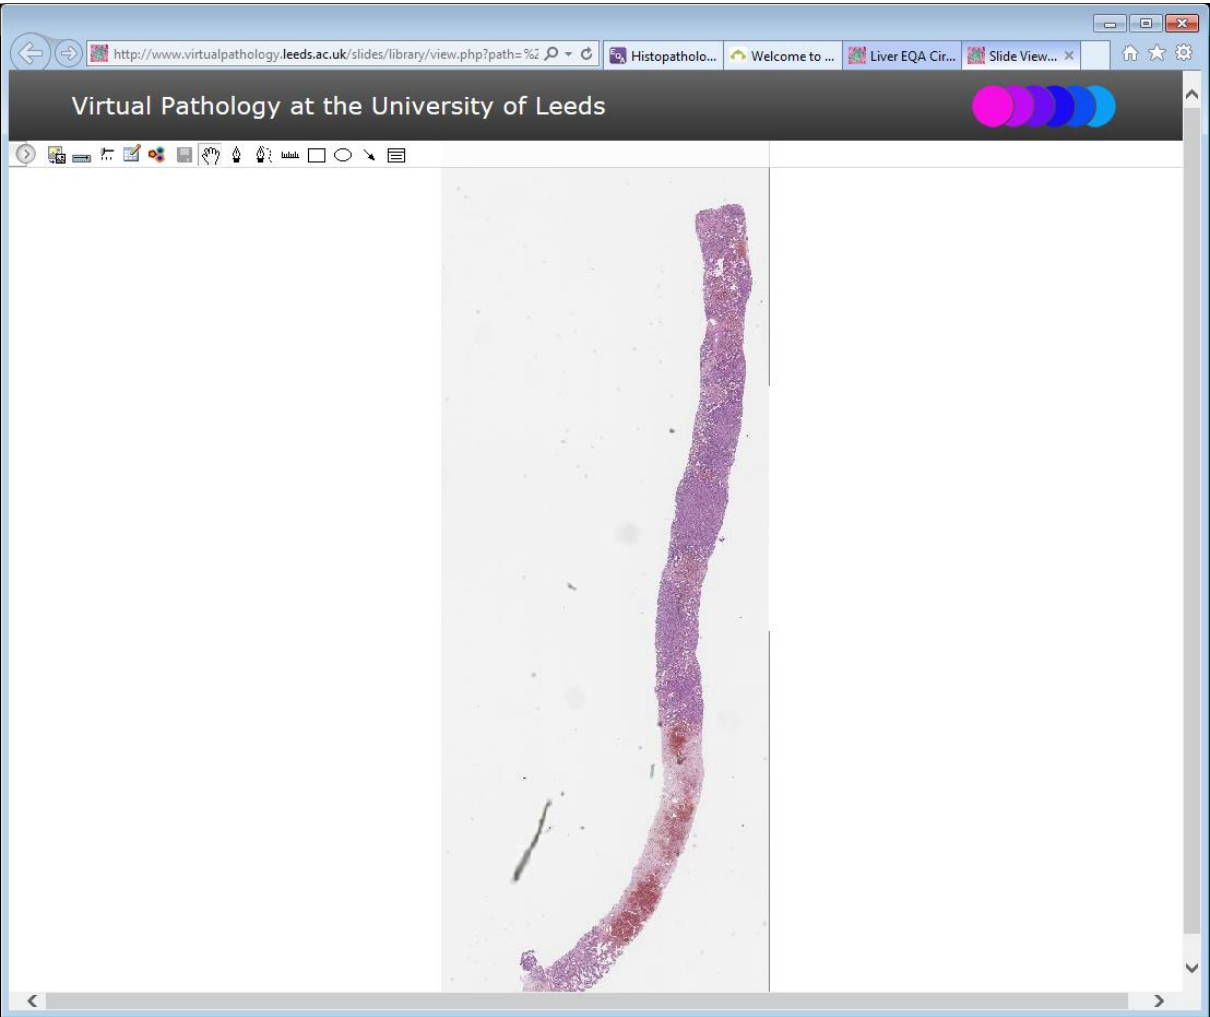 http://www.virtualpathology.leeds.ac.uk/slides/library/view.php?path=%2
Histopatholo...
Welcome to ...
Liver EQA Cir...
Slide View...
Virtual Pathology at the University of Leeds